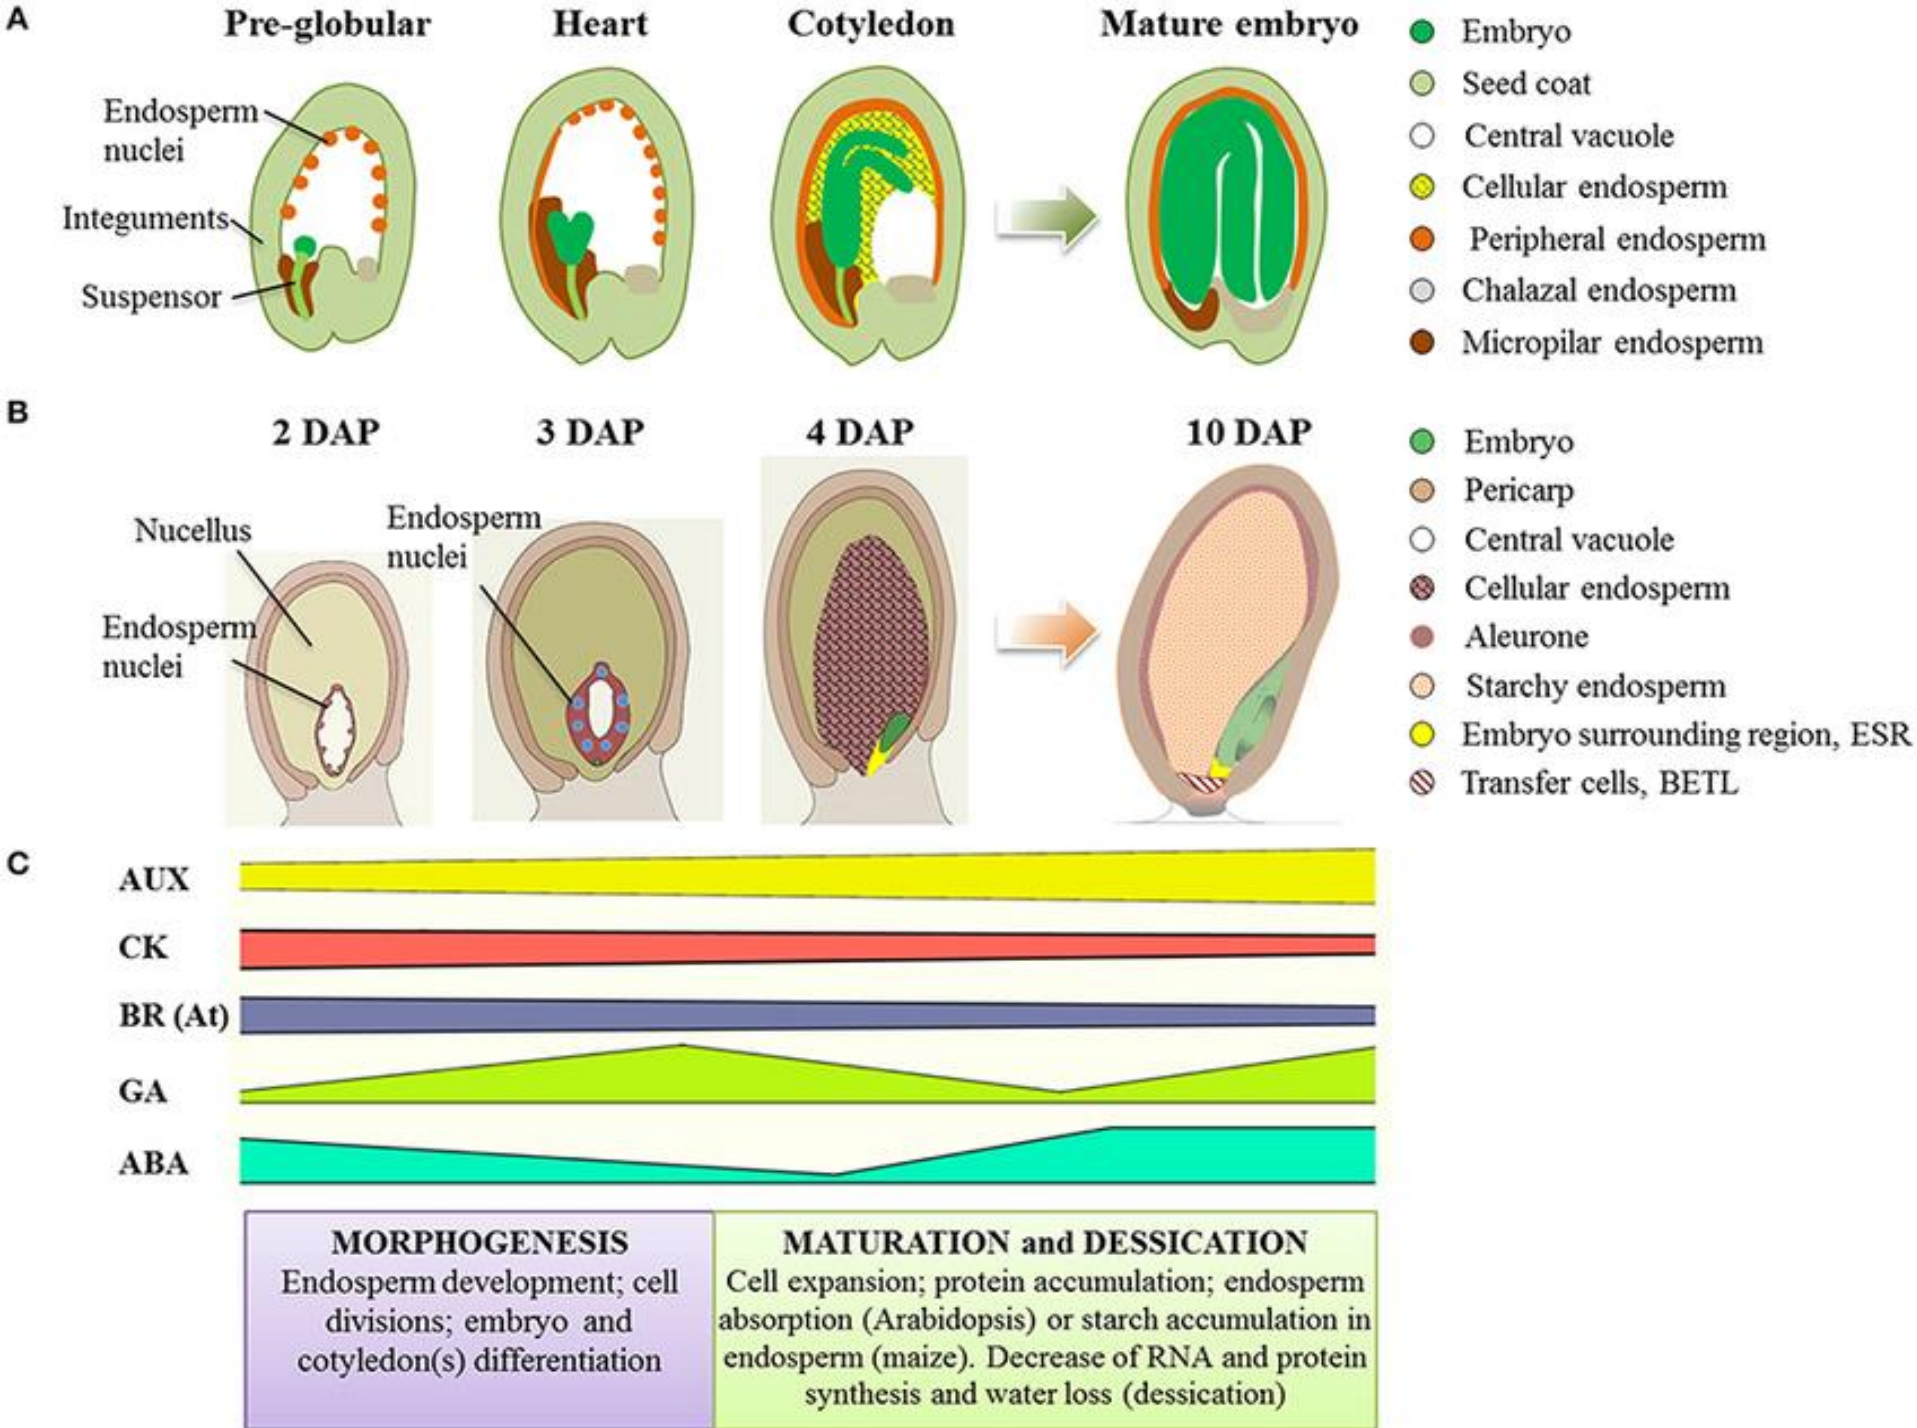 A
Pre-globular
Heart
Cotyledon
Mature embryo
Endosperm
nuclei
Integuments
Suspensor
Embryo
Seed coat
Central vacuole
Cellular endosperm
Peripheral endosperm
Chalazal endosperm
Micropilar endosperm
B
2 DAP
3 DAP
4 DAP
10 DAP
Nucellus
Endosperm
nuclei
Endosperm
nuclei
Embryo
Pericarp
Central vacuole
Cellular endosperm
Aleurone
Starchy endosperm
Embryo surrounding region, ESR
Transfer cells, BETL
C
AUX
CK
BR (At)
GA
ABA
MORPHOGENESIS
Endosperm development; cell
divisions; embryo and
cotyledon(s) differentiation
MATURATION and DESSICATION
Cell expansion; protein accumulation; endosperm
absorption (Arabidopsis) or starch accumulation in
endosperm (maize). Decrease of RNA and protein
synthesis and water loss (dessication)